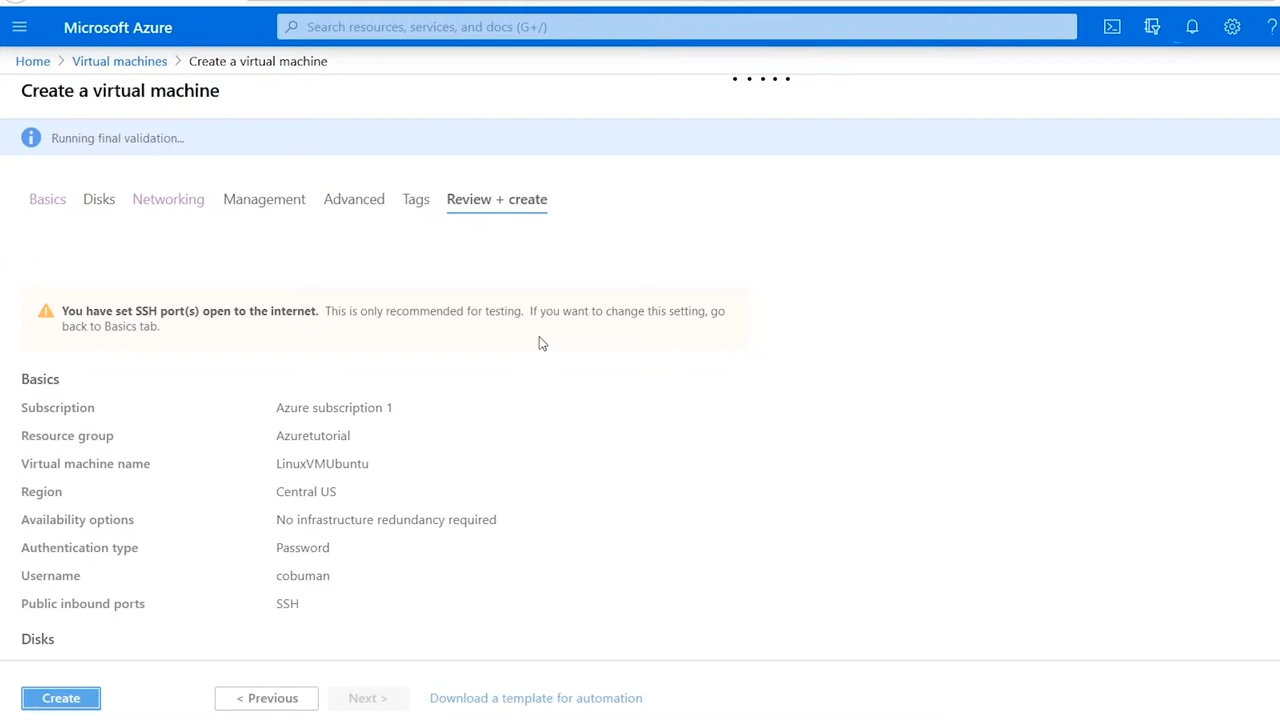 Microsoft Azure
Search resources, services, and docs (G+/)
?
Home > Virtual machines > Create a virtual machine
Create a virtual machine
Running final validation...
Basics Disks Networking Management Advanced Tags Review + create
You have set SSH port(s) open to the internet. This is only recommended for testing. If you want to change this setting, go
back to Basics tab.
Basics
Subscription Azure subscription 1
Resource group Azuretutorial
Virtual machine name LinuxVMUbuntu
Region Central US
Availability options No infrastructure redundancy required
Authentication type Password
Username cobuman
Public inbound ports SSH
Disks
Create < Previous Next > Download a template for automation